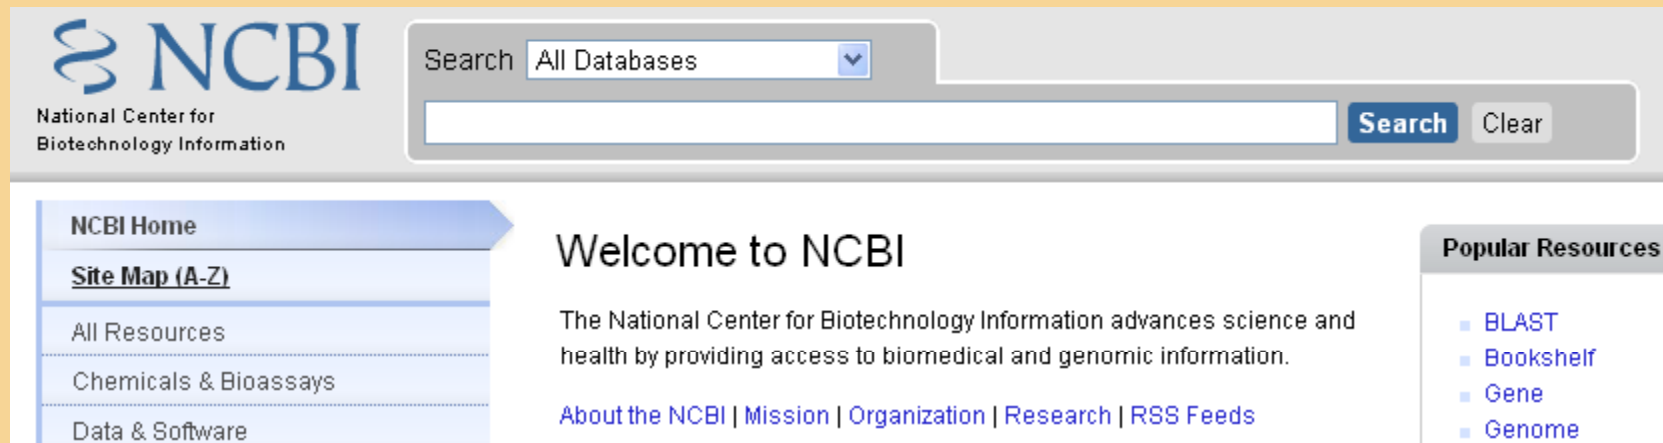 NCBI
National Center for
Biotechnology Information
Search All Databases
Search Clear
NCBI Home
Site Map (A-Z)
All Resources
Chemicals & Bioassays
Data & Software
Welcome to NCBI
The National Center for Biotechnology Information advances science and
health by providing access to biomedical and genomic information.
About the NCBI | Mission | Organization | Research | RSS Feeds
Popular Resources
BLAST
Bookshelf
Gene
Genome